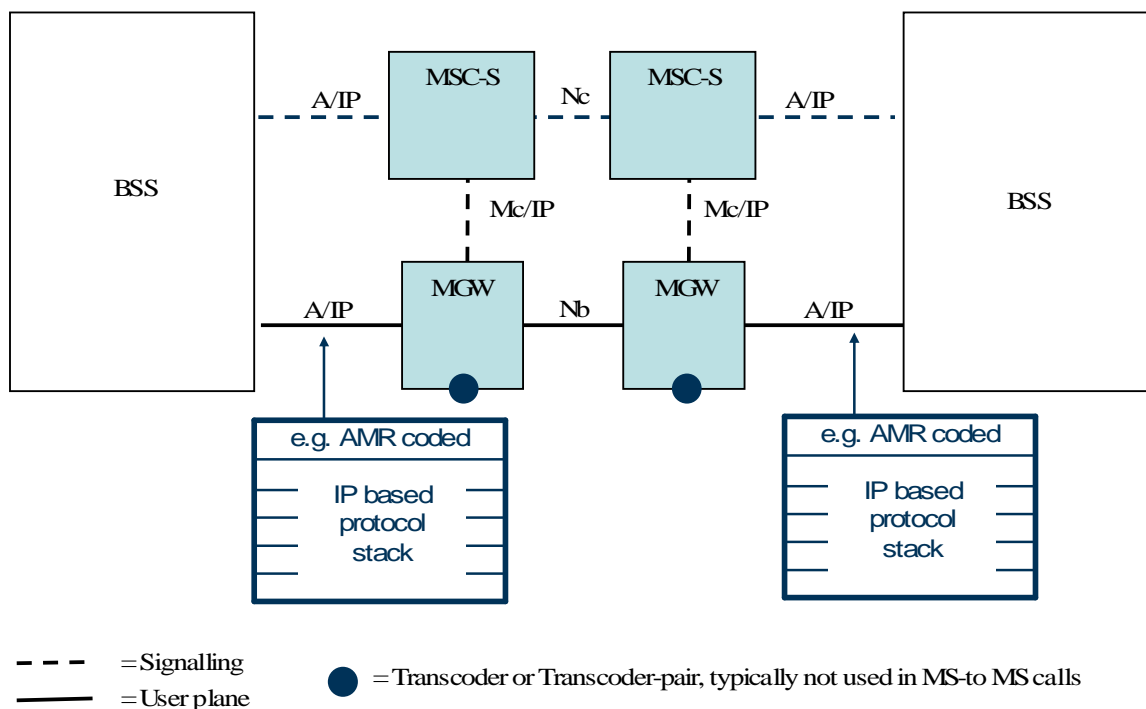 MSC-S
MSC-S
A/IP
Nc
A/IP
BSS
BSS
Mc/IP
Mc/IP
MGW
MGW
A/IP
Nb
A/IP
e.g. AMR coded
IP based
protocol
stack
e.g. AMR coded
IP based
protocol
stack
= Signalling
= User plane
= Transcoder or Transcoder-pair, typically not used in MS-to MS calls